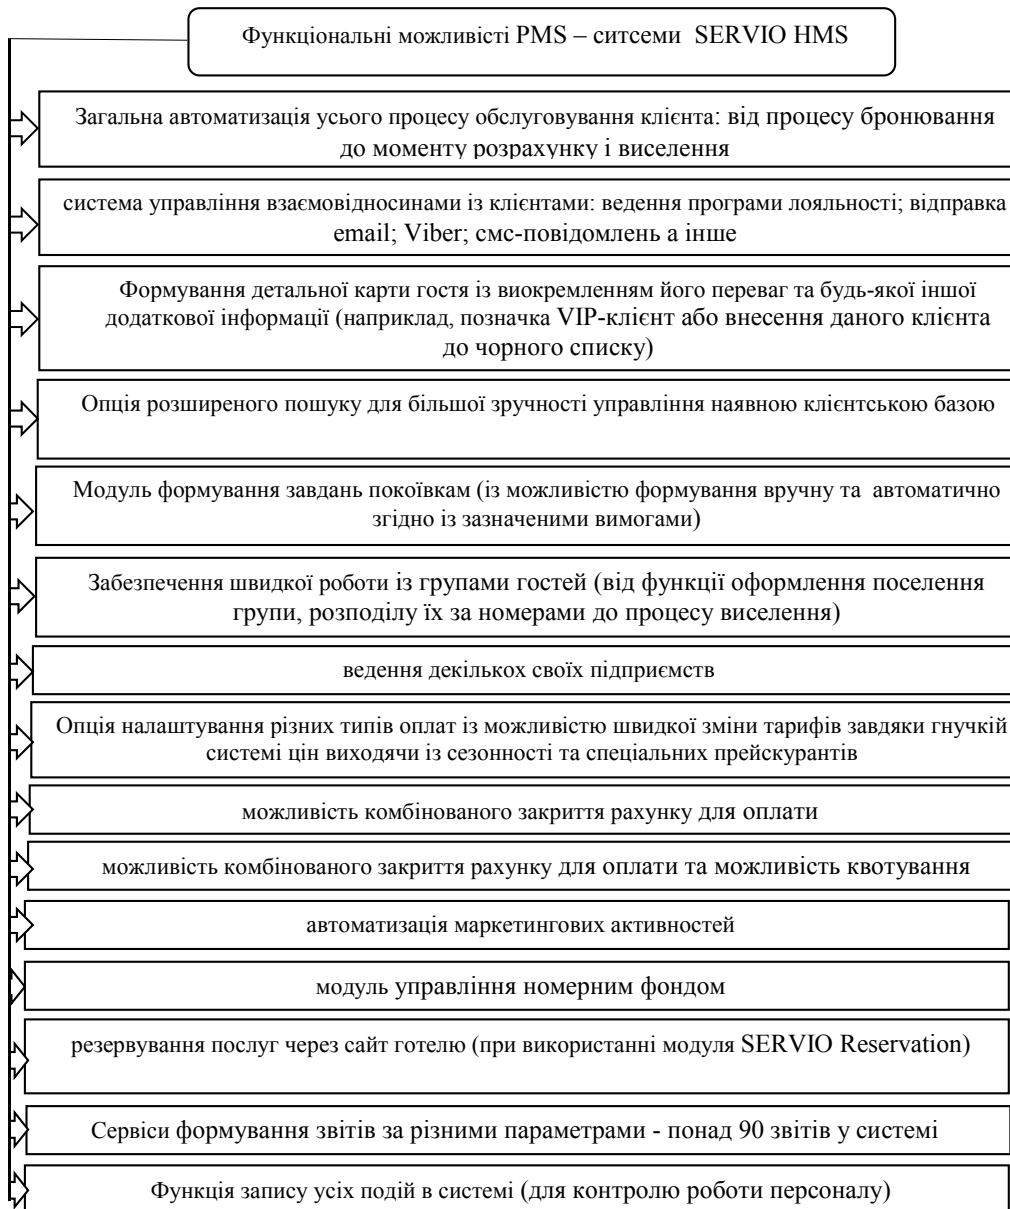 Функціональні можливісті PMS – ситсеми SERVIO HMS
Загальна автоматизація усього процесу обслуговування клієнта: від процесу бронювання
до моменту розрахунку і виселення
система управління взаємовідносинами із клієнтами: ведення програми лояльності; відправка
email; Viber; смс-повідомлень а інше
Формування детальної карти гостя із виокремленням його переваг та будь-якої іншої
додаткової інформації (наприклад, позначка VIP-клієнт або внесення даного клієнта
до чорного списку)
Опція розширеного пошуку для більшої зручності управління наявною клієнтською базою
Модуль формування завдань покоївкам (із можливістю формування вручну та автоматично
згідно із зазначеними вимогами)
Забезпечення швидкої роботи із групами гостей (від функції оформлення поселення
групи, розподілу їх за номерами до процесу виселення)
ведення декількох своїх підприємств
Опція налаштування різних типів оплат із можливістю швидкої зміни тарифів завдяки гнучкій
системі цін виходячи із сезонності та спеціальних прейскурантів
можливість комбінованого закриття рахунку для оплати
можливість комбінованого закриття рахунку для оплати та можливість квотування
автоматизація маркетингових активностей
модуль управління номерним фондом
резервування послуг через сайт готелю (при використанні модуля SERVIO Reservation)
Сервіси формування звітів за різними параметрами - понад 90 звітів у системі
Функція запису усіх подій в системі (для контролю роботи персоналу)